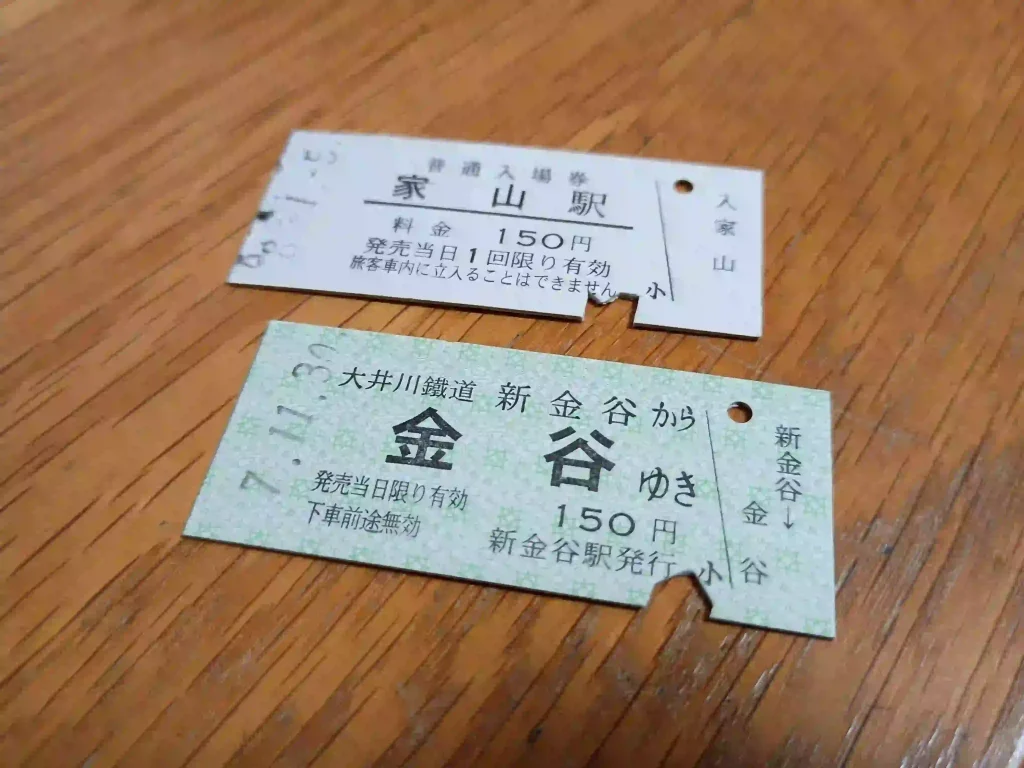 普通入場券
家山駅
料金 150円
発売当日1回限り有効
旅客車内に立入ることはできません
小
入家山
7.11.30
大井川鐵道 新金谷から
金谷ゆき
発売当日限り有効
下車前途無効
150円
新金谷駅発行
小
新金谷→
金谷